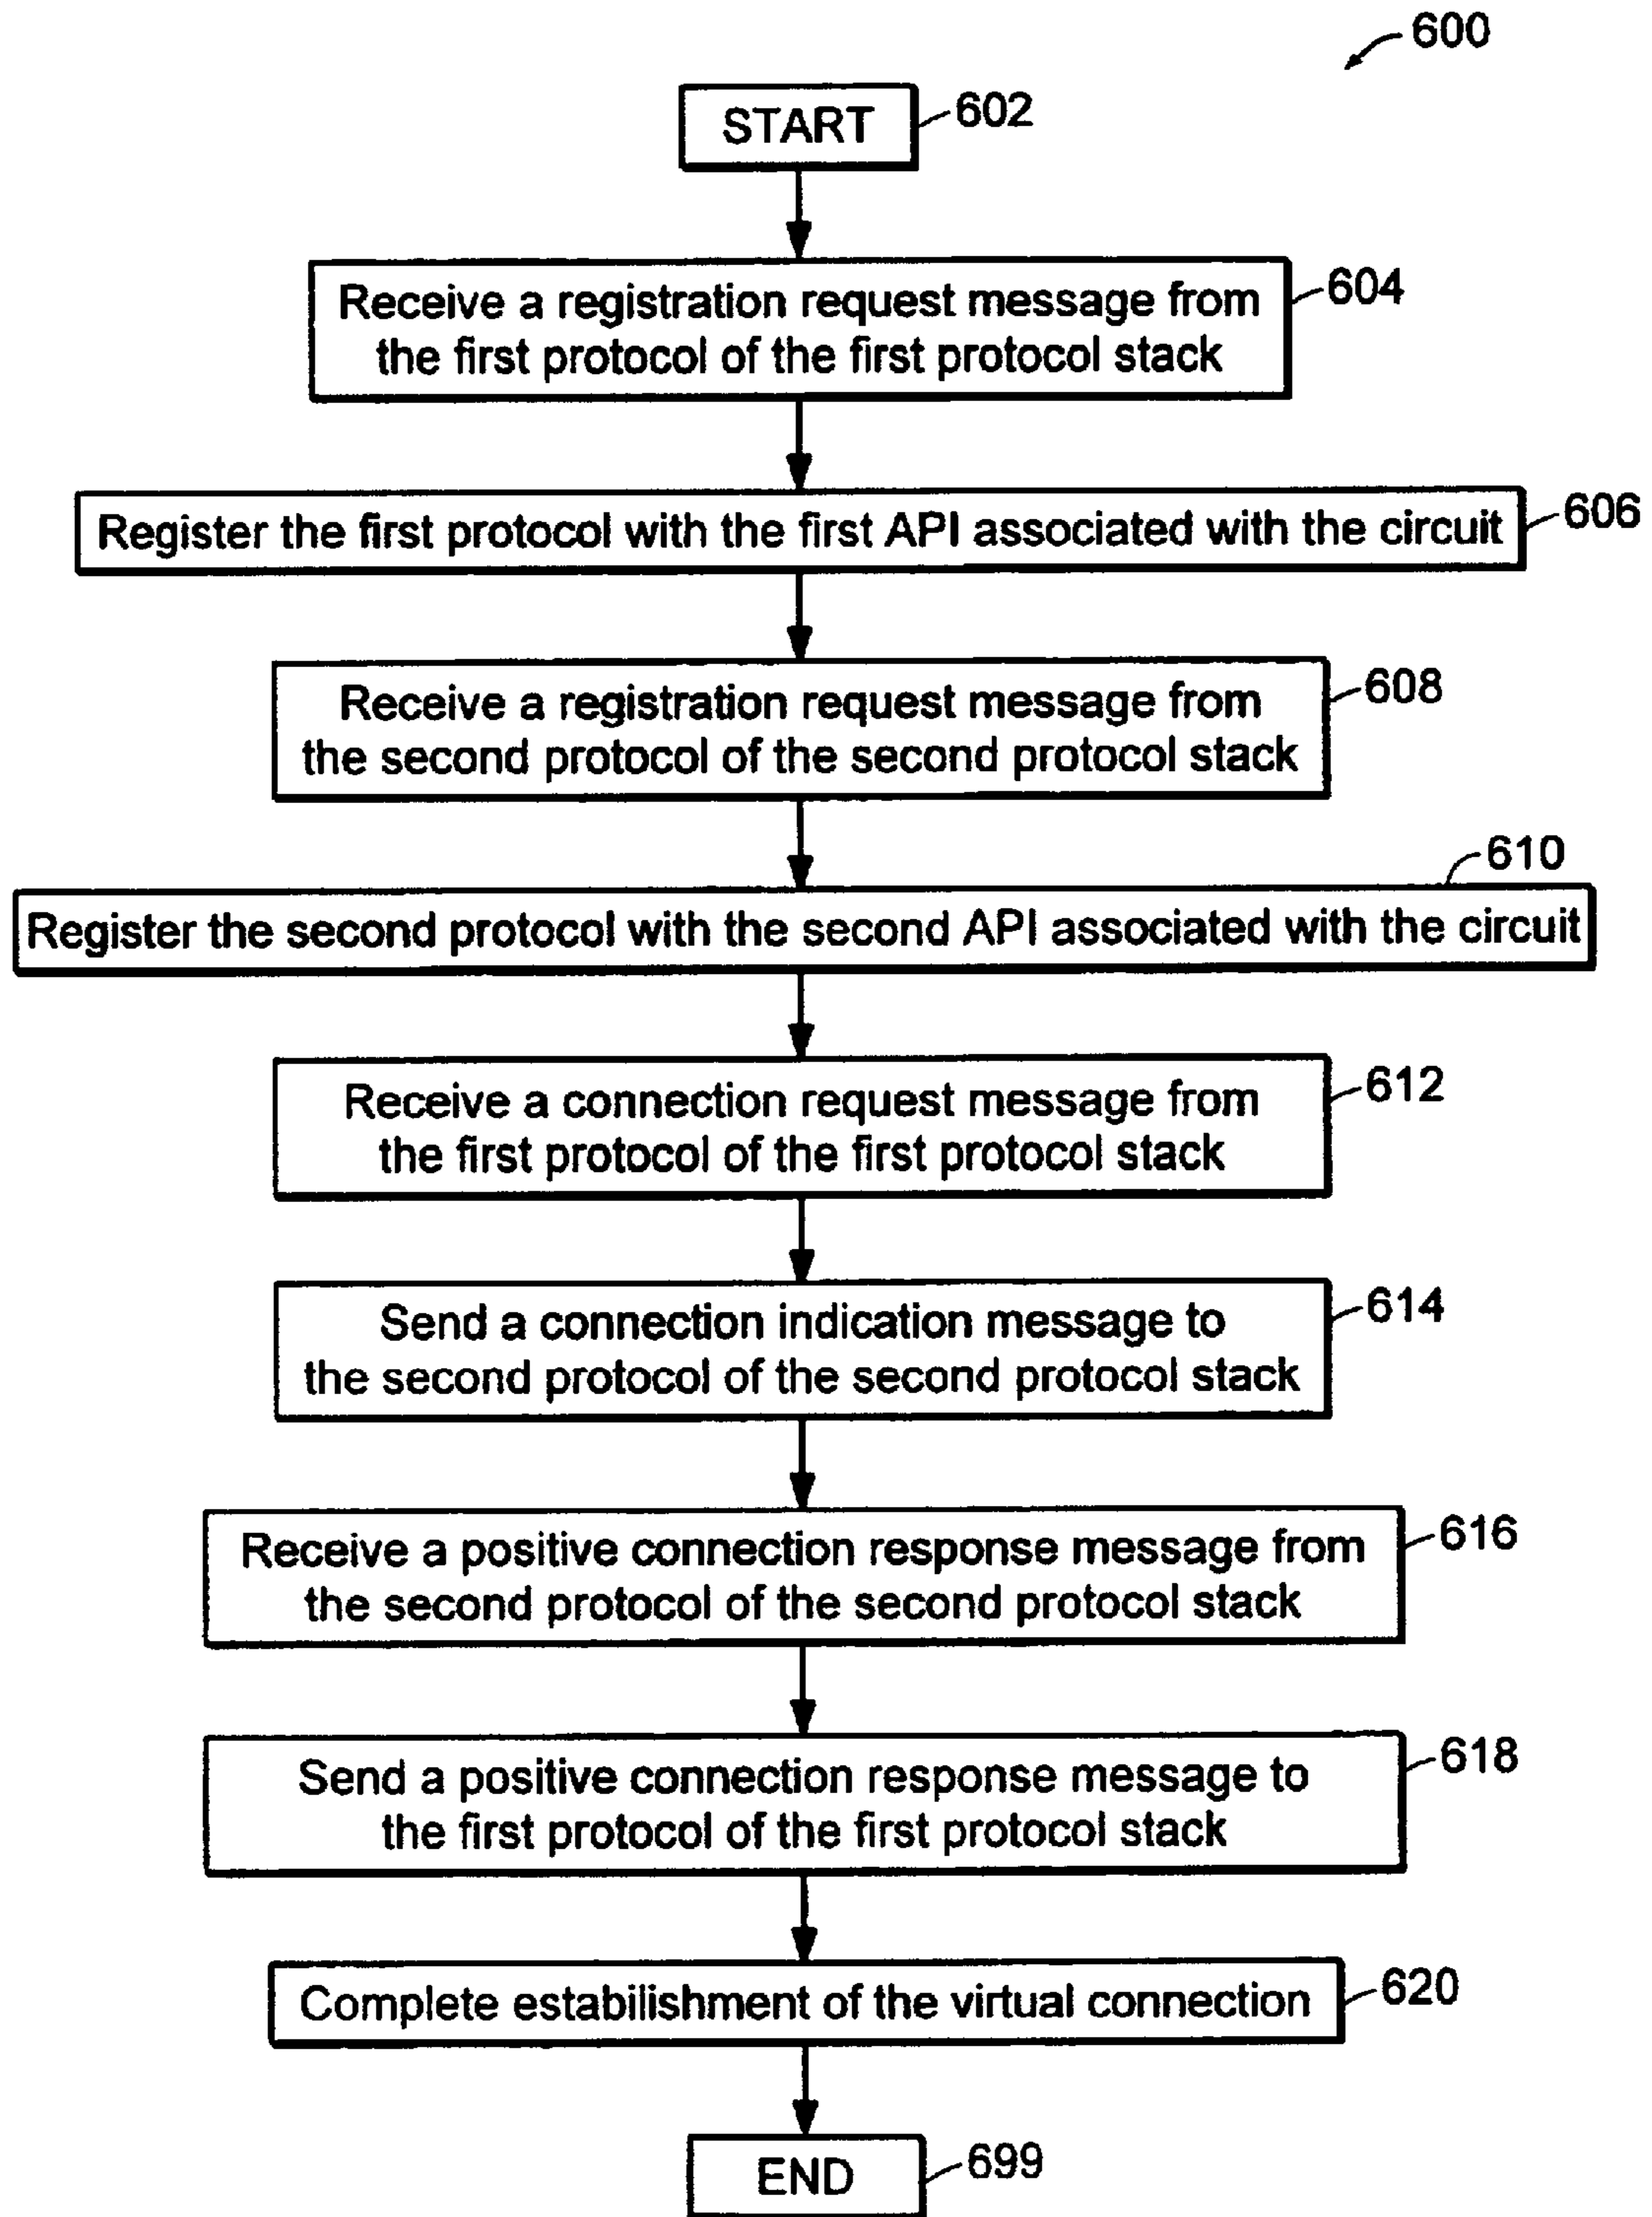 600
START
602
Receive a registration request message from
the first protocol of the first protocol stack
604
Register the first protocol with the first API associated with the circuit
606
Receive a registration request message from
the second protocol of the second protocol stack
608
610
Register the second protocol with the second API associated with the circuit
Receive a connection request message from
the first protocol of the first protocol stack
612
Send a connection indication message to
the second protocol of the second protocol stack
614
Receive a positive connection response message from
the second protocol of the second protocol stack
616
Send a positive connection response message to
the first protocol of the first protocol stack
618
Complete estabilishment of the virtual connection
620
END
699